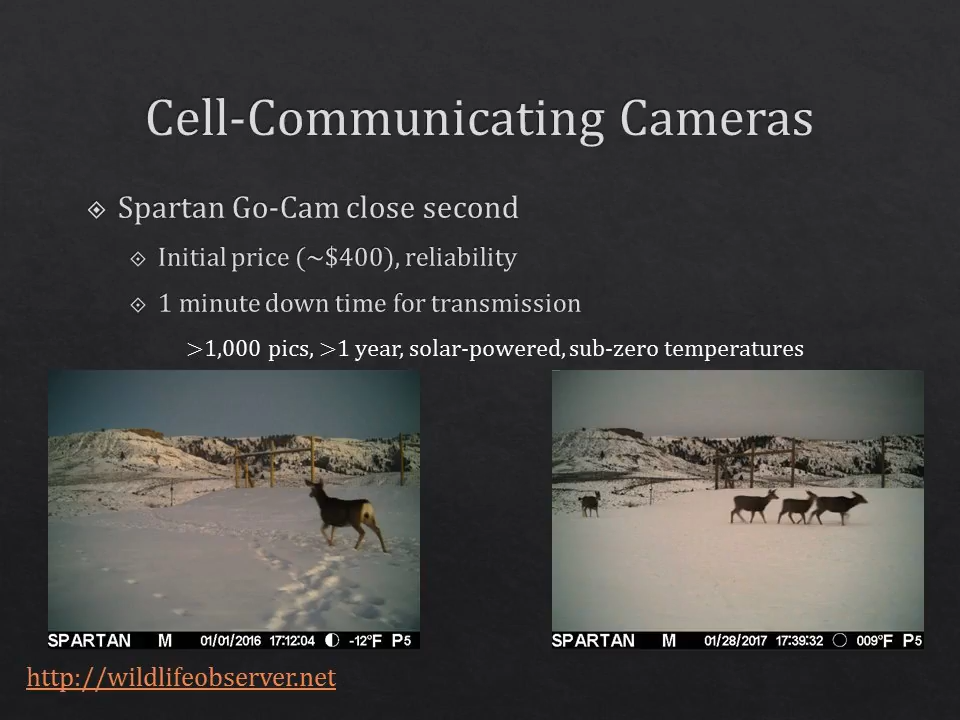 Cell-Communicating Cameras
Spartan Go-Cam close second
Initial price (~$400), reliability
1 minute down time for transmission
>1,000 pics, >1 year, solar-powered, sub-zero temperatures
SPARTAN M 01/01/2016 17:12:04 -12°F P5
SPARTAN M 01/28/2017 17:39:32 009°F P5
http://wildlifeobserver.net